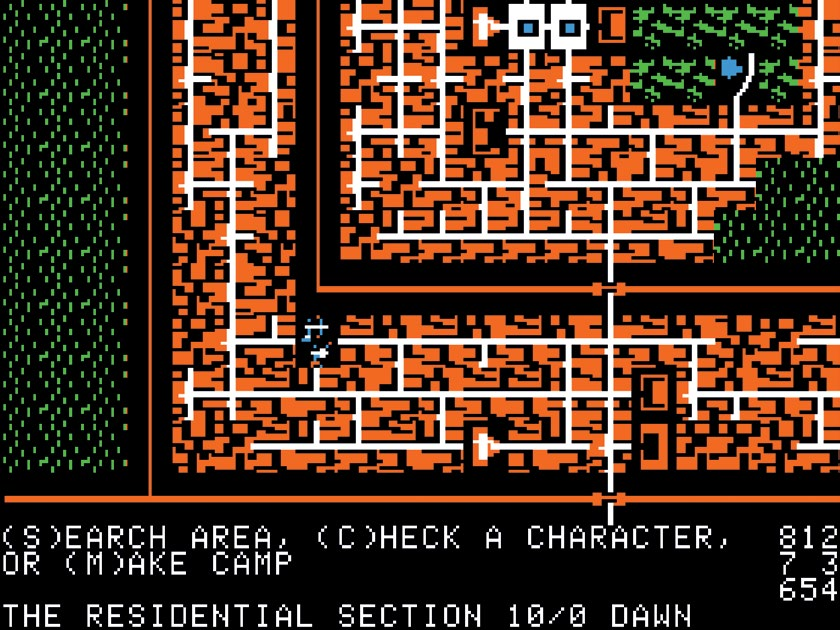 (S)EARCH AREA, (C)HECK A CHARACTER, 812
OR (M)AKE CAMP 7 3
654
THE RESIDENTIAL SECTION 10/0 DAWN